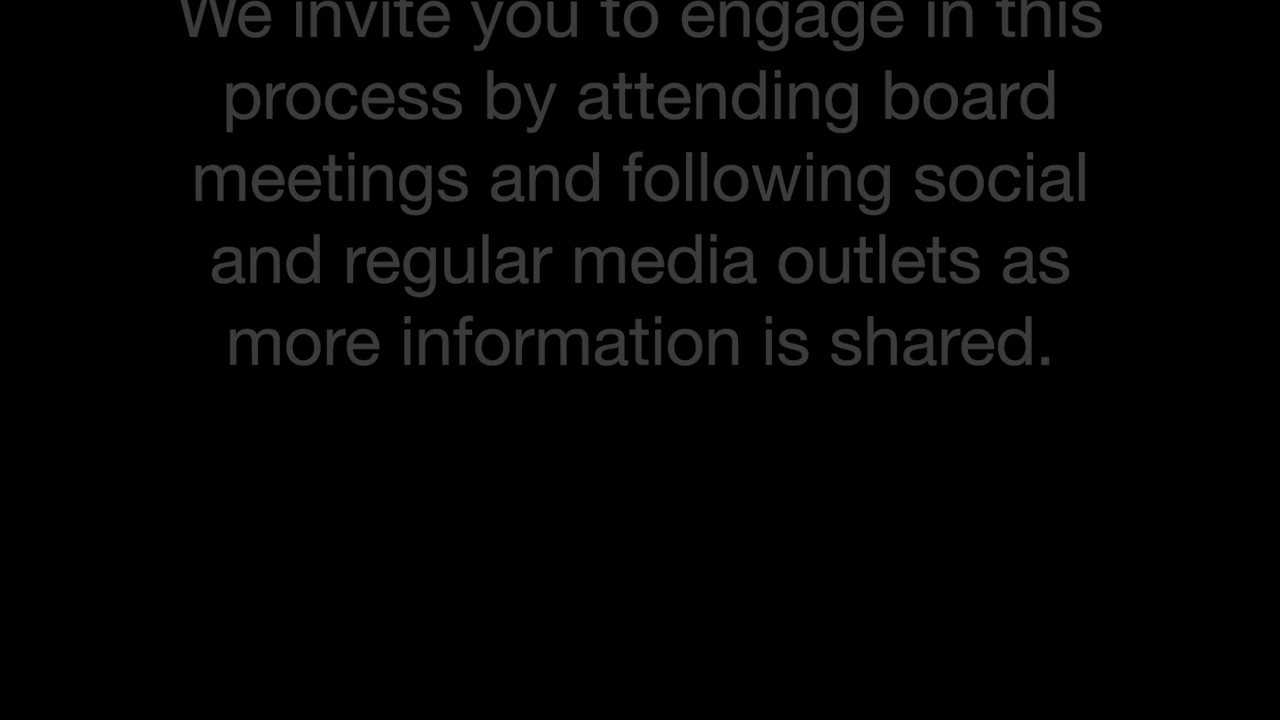 We invite you to engage in this
process by attending board
meetings and following social
and regular media outlets as
more information is shared.